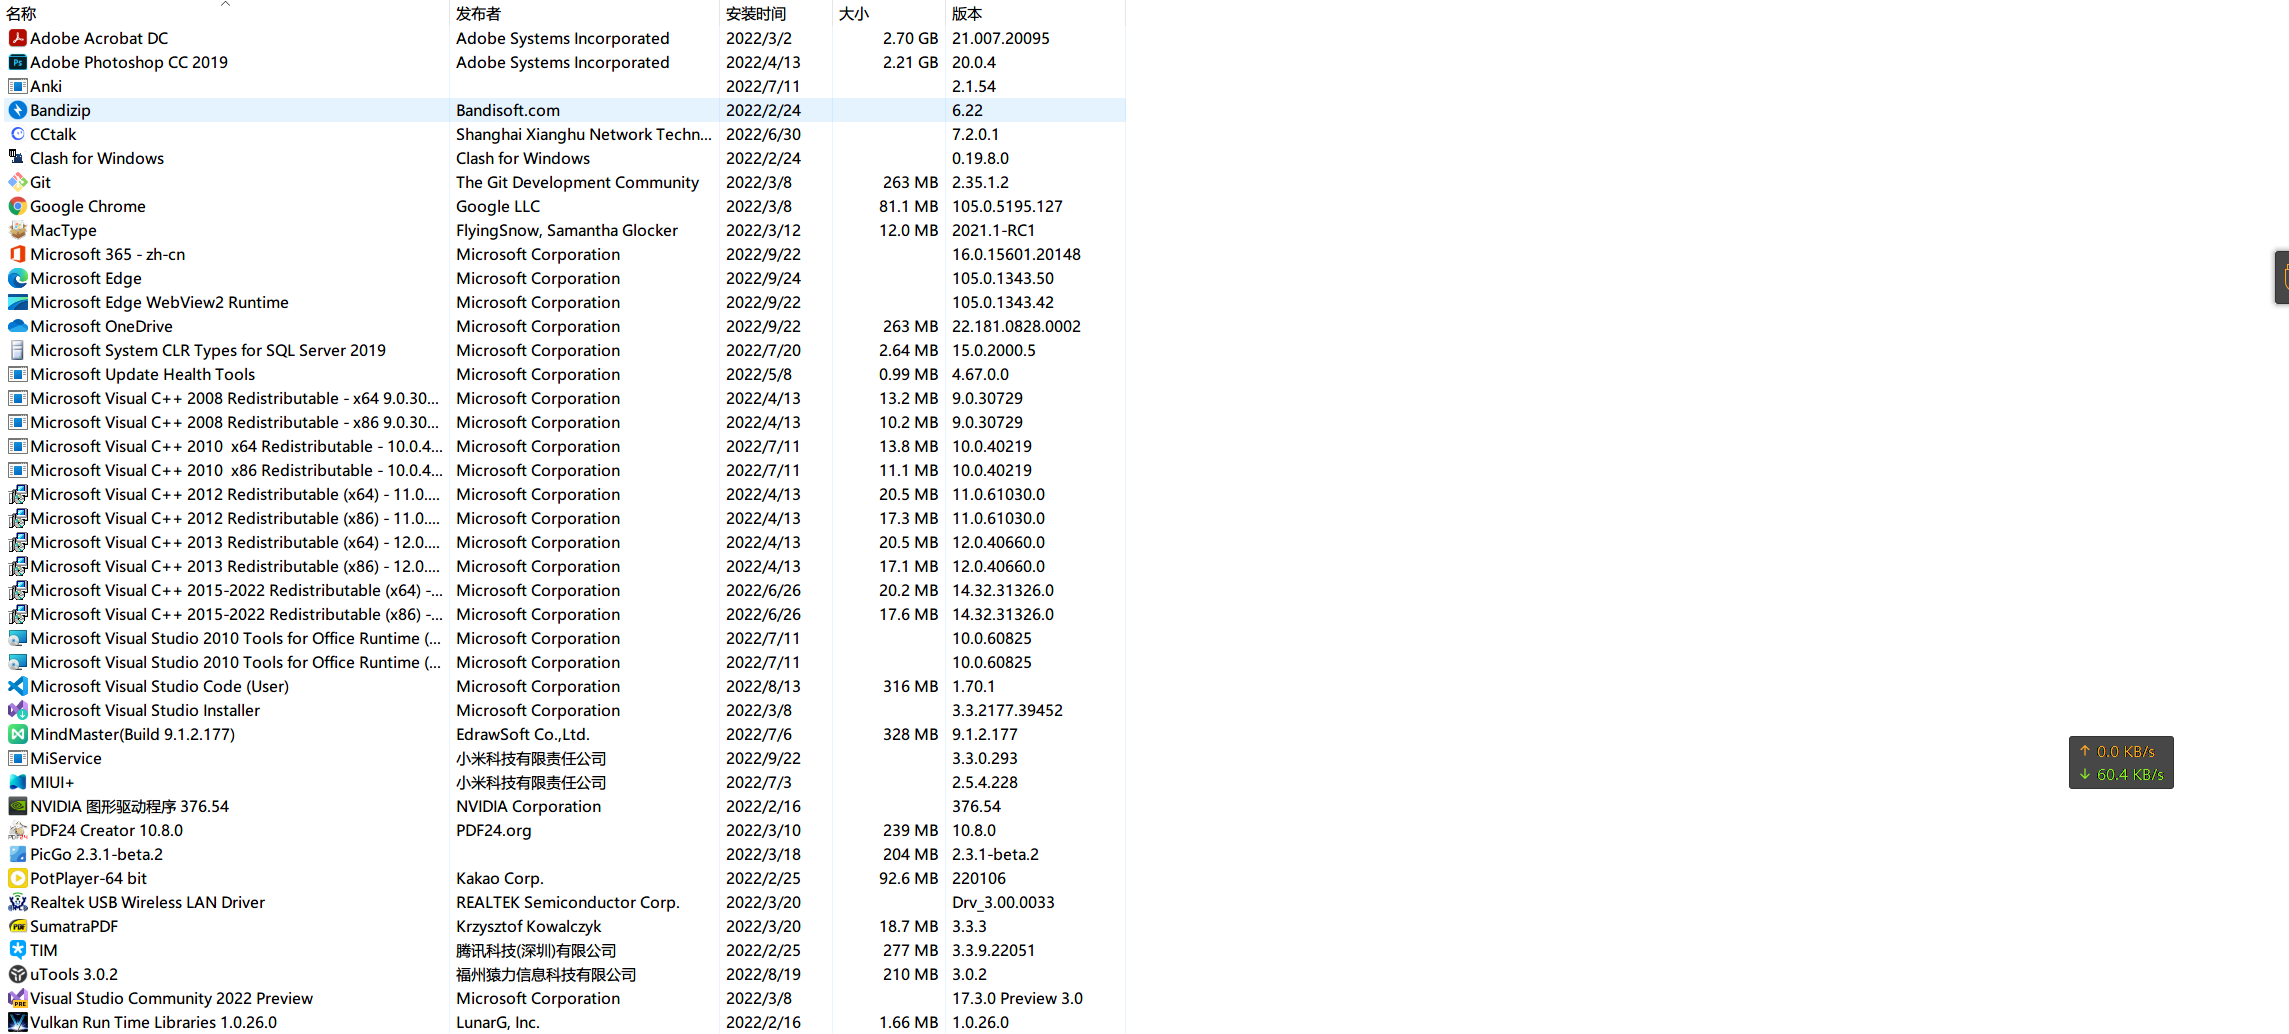 名称 发布者 安装时间 大小 版本
Adobe Acrobat DC Adobe Systems Incorporated 2022/3/2 2.70 GB 21.007.20095
Adobe Photoshop CC 2019 Adobe Systems Incorporated 2022/4/13 2.21 GB 20.0.4
Anki 2022/7/11 2.1.54
Bandizip Bandisoft.com 2022/2/24 6.22
CCtalk Shanghai Xianghu Network Techn... 2022/6/30 7.2.0.1
Clash for Windows Clash for Windows 2022/2/24 0.19.8.0
Git The Git Development Community 2022/3/8 263 MB 2.35.1.2
Google Chrome Google LLC 2022/3/8 81.1 MB 105.0.5195.127
MacType FlyingSnow, Samantha Glocker 2022/3/12 12.0 MB 2021.1-RC1
Microsoft 365 - zh-cn Microsoft Corporation 2022/9/22 16.0.15601.20148
Microsoft Edge Microsoft Corporation 2022/9/24 105.0.1343.50
Microsoft Edge WebView2 Runtime Microsoft Corporation 2022/9/22 105.0.1343.42
Microsoft OneDrive Microsoft Corporation 2022/9/22 263 MB 22.181.0828.0002
Microsoft System CLR Types for SQL Server 2019 Microsoft Corporation 2022/7/20 2.64 MB 15.0.2000.5
Microsoft Update Health Tools Microsoft Corporation 2022/5/8 0.99 MB 4.67.0.0
Microsoft Visual C++ 2008 Redistributable - x64 9.0.30... Microsoft Corporation 2022/4/13 13.2 MB 9.0.30729
Microsoft Visual C++ 2008 Redistributable - x86 9.0.30... Microsoft Corporation 2022/4/13 10.2 MB 9.0.30729
Microsoft Visual C++ 2010  x64 Redistributable - 10.0.4... Microsoft Corporation 2022/7/11 13.8 MB 10.0.40219
Microsoft Visual C++ 2010  x86 Redistributable - 10.0.4... Microsoft Corporation 2022/7/11 11.1 MB 10.0.40219
Microsoft Visual C++ 2012 Redistributable (x64) - 11.0.... Microsoft Corporation 2022/4/13 20.5 MB 11.0.61030.0
Microsoft Visual C++ 2012 Redistributable (x86) - 11.0.... Microsoft Corporation 2022/4/13 17.3 MB 11.0.61030.0
Microsoft Visual C++ 2013 Redistributable (x64) - 12.0.... Microsoft Corporation 2022/4/13 20.5 MB 12.0.40660.0
Microsoft Visual C++ 2013 Redistributable (x86) - 12.0.... Microsoft Corporation 2022/4/13 17.1 MB 12.0.40660.0
Microsoft Visual C++ 2015-2022 Redistributable (x64) -... Microsoft Corporation 2022/6/26 20.2 MB 14.32.31326.0
Microsoft Visual C++ 2015-2022 Redistributable (x86) -... Microsoft Corporation 2022/6/26 17.6 MB 14.32.31326.0
Microsoft Visual Studio 2010 Tools for Office Runtime (... Microsoft Corporation 2022/7/11 10.0.60825
Microsoft Visual Studio 2010 Tools for Office Runtime (... Microsoft Corporation 2022/7/11 10.0.60825
Microsoft Visual Studio Code (User) Microsoft Corporation 2022/8/13 316 MB 1.70.1
Microsoft Visual Studio Installer Microsoft Corporation 2022/3/8 3.3.2177.39452
MindMaster(Build 9.1.2.177) EdrawSoft Co.,Ltd. 2022/7/6 328 MB 9.1.2.177
MiService 小米科技有限责任公司 2022/9/22 3.3.0.293
MIUI+ 小米科技有限责任公司 2022/7/3 2.5.4.228
NVIDIA 图形驱动程序 376.54 NVIDIA Corporation 2022/2/16 376.54
PDF24 Creator 10.8.0 PDF24.org 2022/3/10 239 MB 10.8.0
PicGo 2.3.1-beta.2 2022/3/18 204 MB 2.3.1-beta.2
PotPlayer-64 bit Kakao Corp. 2022/2/25 92.6 MB 220106
Realtek USB Wireless LAN Driver REALTEK Semiconductor Corp. 2022/3/20 Drv_3.00.0033
SumatraPDF Krzysztof Kowalczyk 2022/3/20 18.7 MB 3.3.3
TIM 腾讯科技(深圳)有限公司 2022/2/25 277 MB 3.3.9.22051
uTools 3.0.2 福州猿力信息科技有限公司 2022/8/19 210 MB 3.0.2
Visual Studio Community 2022 Preview Microsoft Corporation 2022/3/8 17.3.0 Preview 3.0
Vulkan Run Time Libraries 1.0.26.0 LunarG, Inc. 2022/2/16 1.66 MB 1.0.26.0
↑ 0.0 KB/s
↓ 60.4 KB/s